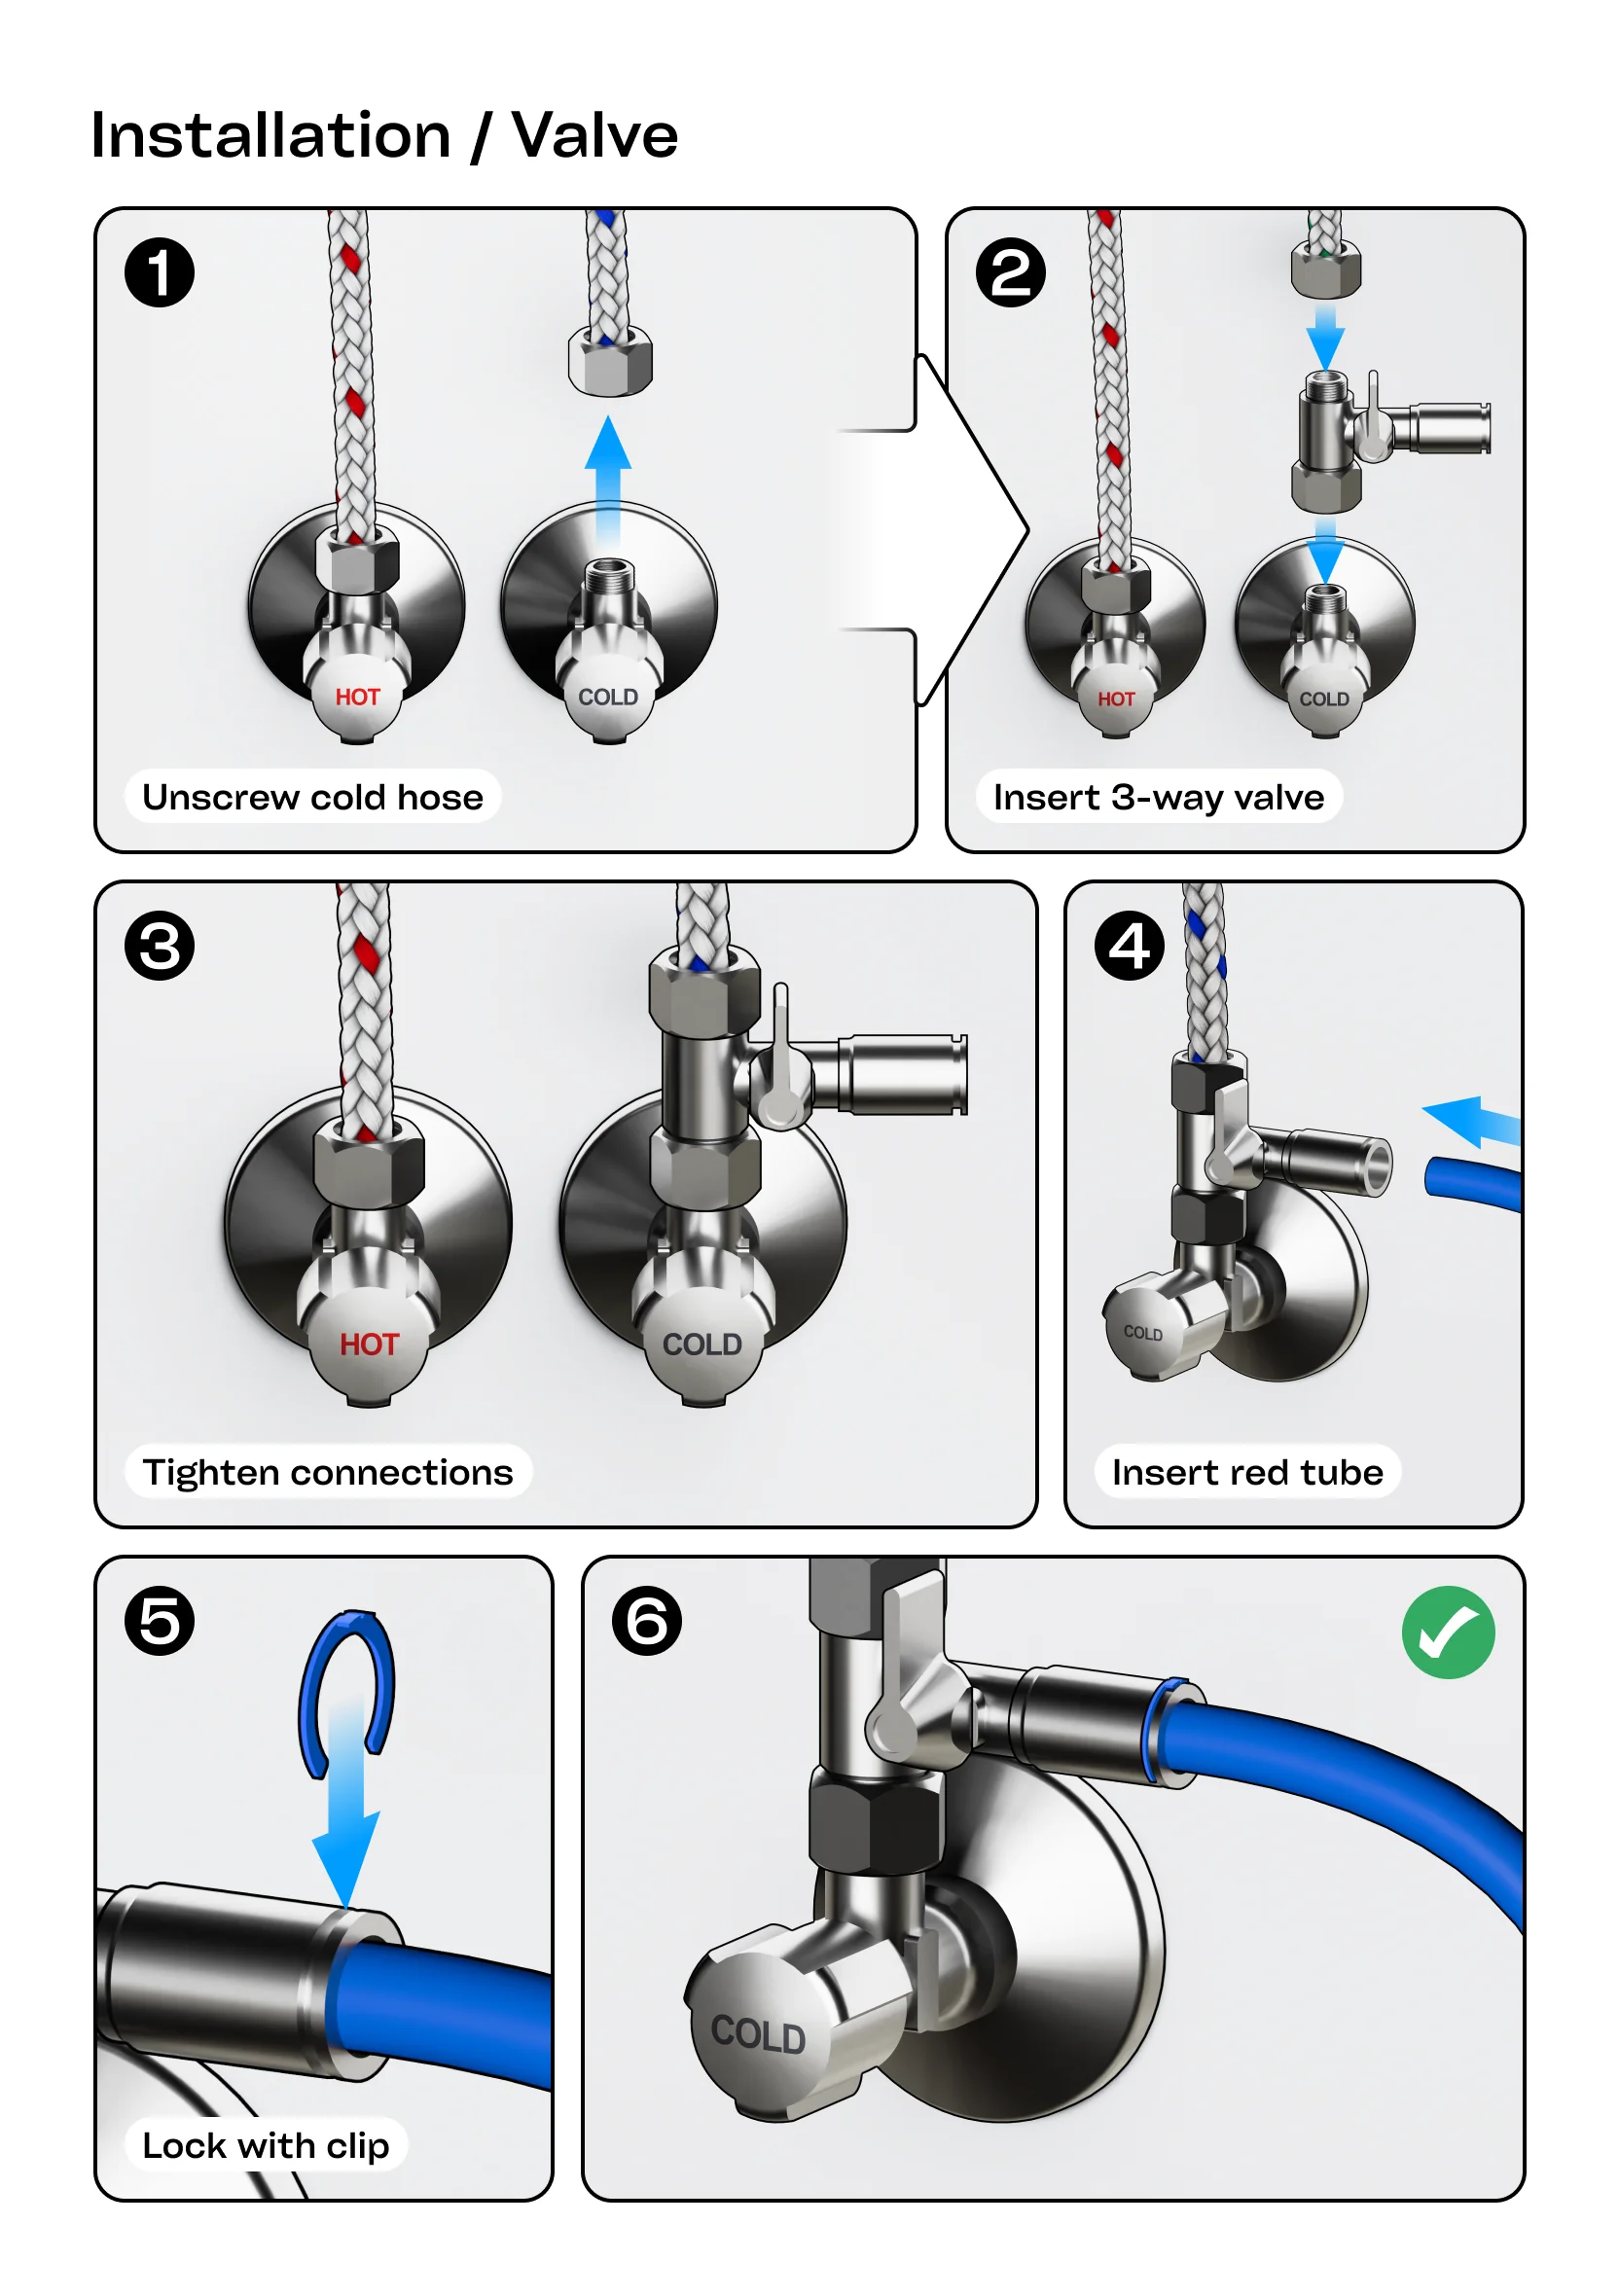 Installation / Valve
1
HOT
COLD
Unscrew cold hose
2
HOT
COLD
Insert 3-way valve
3
HOT
COLD
Tighten connections
4
COLD
Insert red tube
5
Lock with clip
6
COLD